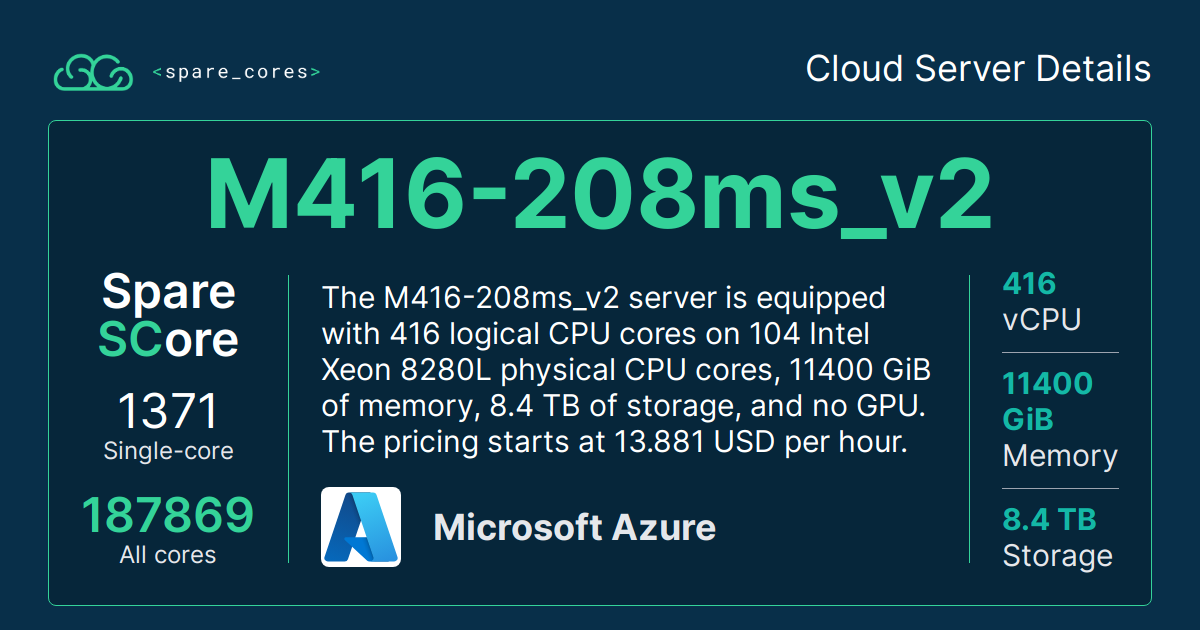 <spare_cores>
Cloud Server Details
M416-208ms_v2
Spare
SCore
1371
Single-core
187869
All cores
The M416-208ms_v2 server is equipped
with 416 logical CPU cores on 104 Intel
Xeon 8280L physical CPU cores, 11400 GiB
of memory, 8.4 TB of storage, and no GPU.
The pricing starts at 13.881 USD per hour.
Microsoft Azure
416
vCPU
11400
GiB
Memory
8.4 TB
Storage